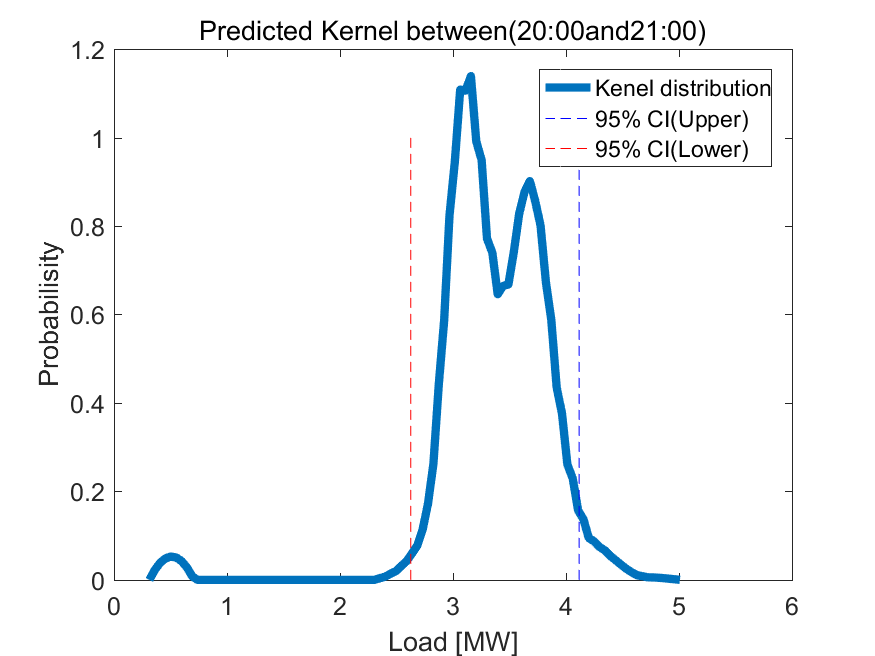 Predicted Kernel between(20:00and21:00)
1.2
1
0.8
0.6
0.4
0.2
0
Probabilisity
Kenel distribution
95% CI(Upper)
95% CI(Lower)
0 1 2 3 4 5 6
Load [MW]